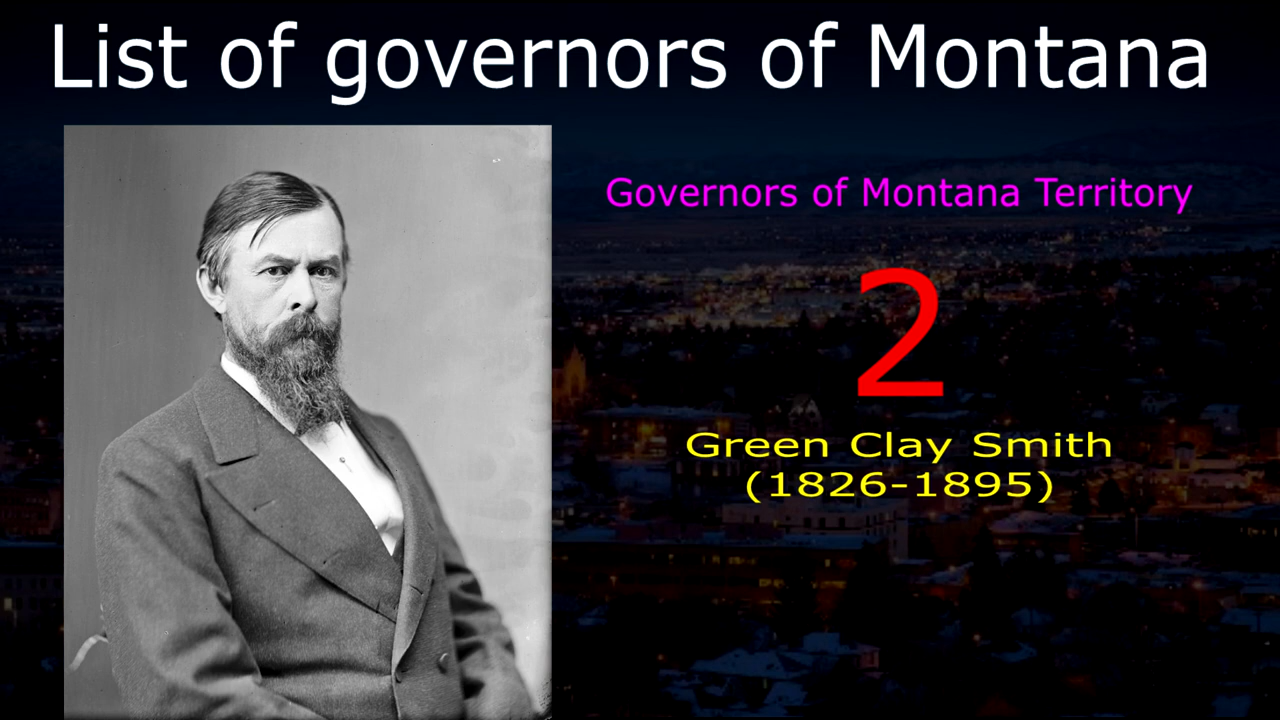 List of governors of Montana
Governors of Montana Territory
2
Green Clay Smith
(1826-1895)